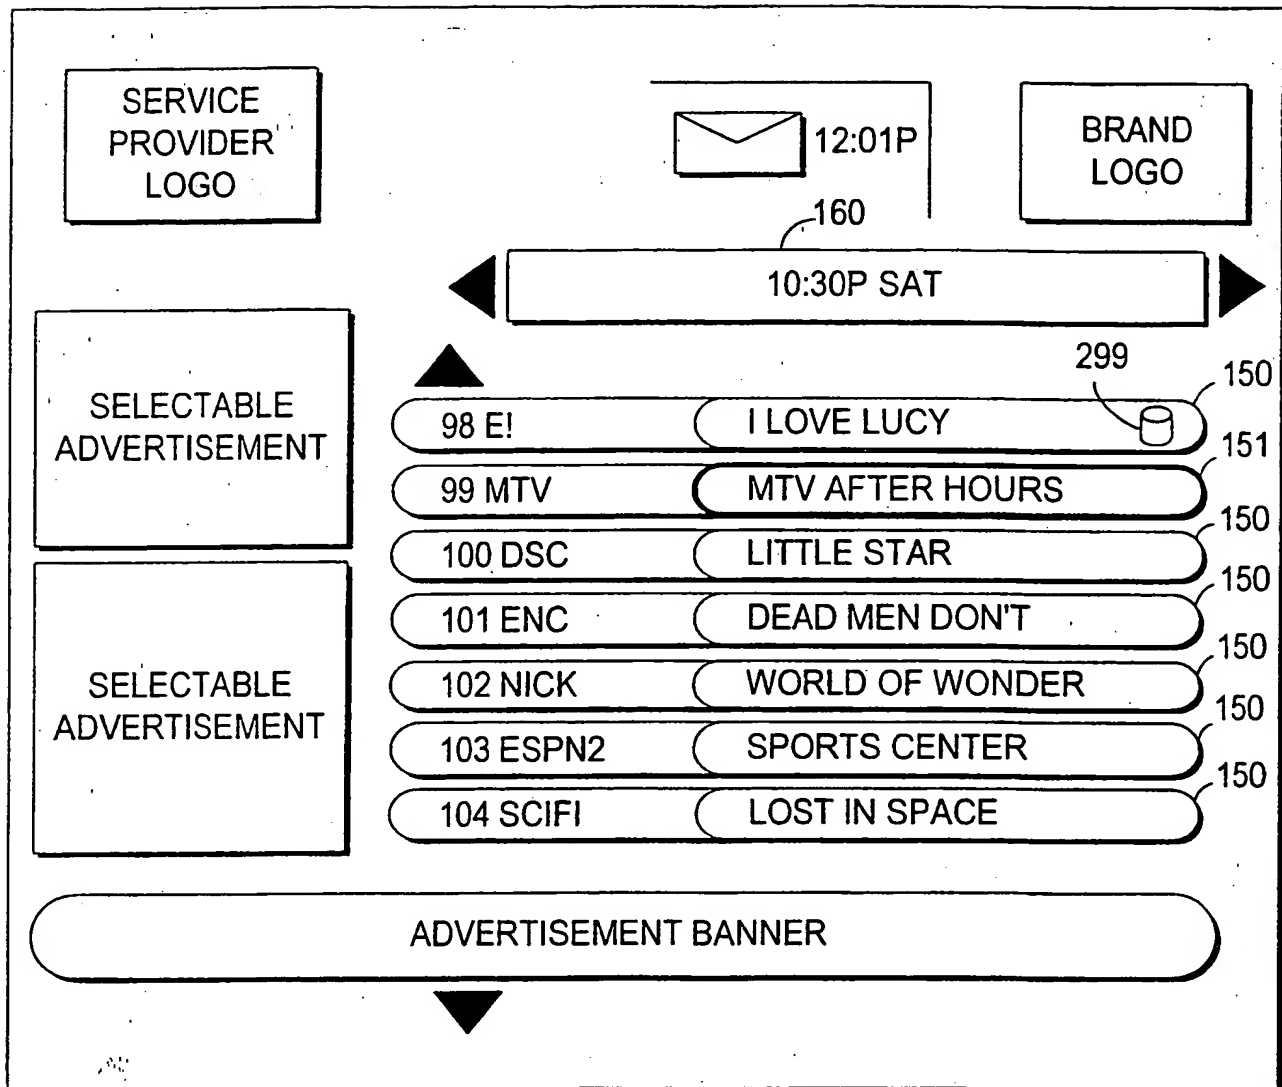 SERVICE
PROVIDER
LOGO
12:01P
BRAND
LOGO
160
10:30P SAT
SELECTABLE
ADVERTISEMENT
299
150
98 E! I LOVE LUCY
151
99 MTV MTV AFTER HOURS
150
100 DSC LITTLE STAR
150
101 ENC DEAD MEN DON'T
150
102 NICK WORLD OF WONDER
150
103 ESPN2 SPORTS CENTER
150
104 SCIFI LOST IN SPACE
SELECTABLE
ADVERTISEMENT
ADVERTISEMENT BANNER